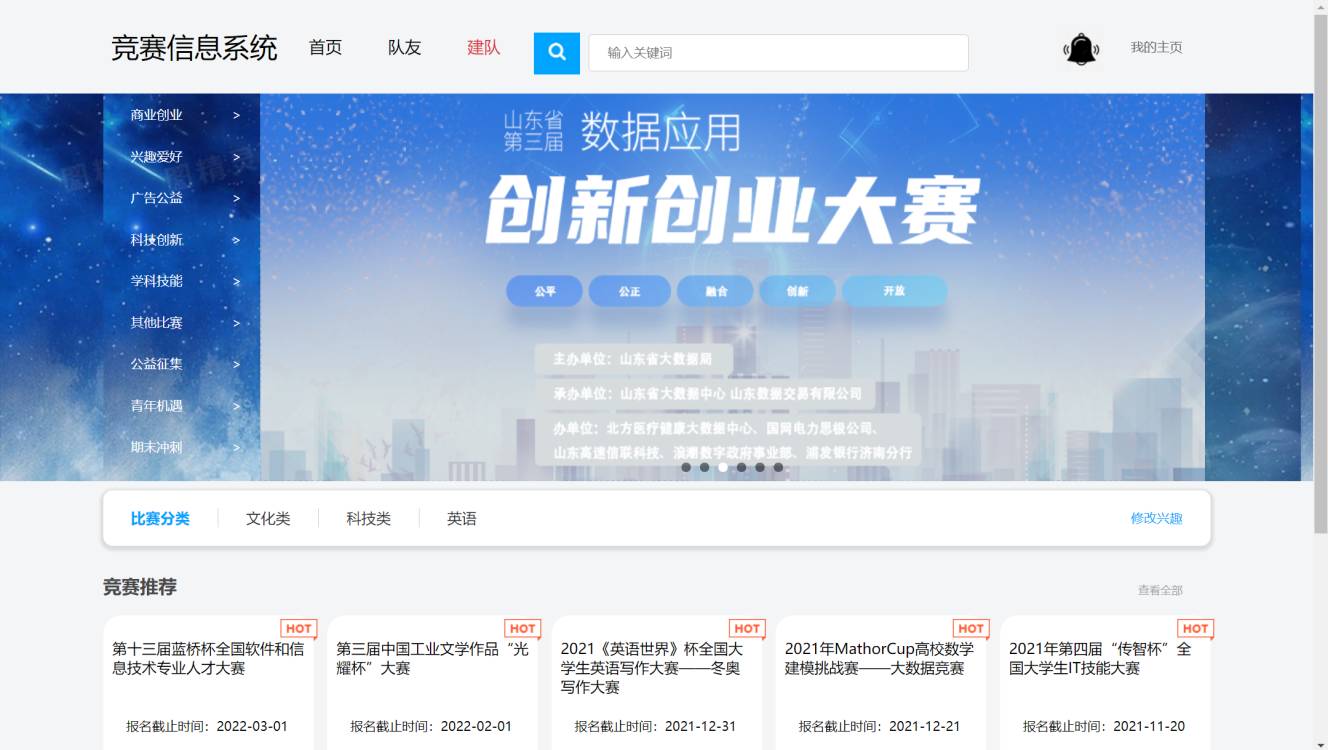 竞赛信息系统 首页 队友 建队 输入关键词 我的主页
商业创业 >
兴趣爱好 >
广告公益 >
科技创新 >
学科技能 >
其他比赛 >
公益征集 >
青年机遇 >
期末冲刺 >
山东省
第三届
数据应用
创新创业大赛
公平 公正 融合 创新 开放
主办单位：山东省大数据局
承办单位：山东省大数据中心 山东数据交易有限公司
办单位：北方医疗健康大数据中心、国网电力思极公司、
山东高速信联科技、浪潮数字政府事业部、浦发银行济南分行
比赛分类 文化类 科技类 英语 修改兴趣
竞赛推荐 查看全部
HOT
第十三届蓝桥杯全国软件和信
息技术专业人才大赛
报名截止时间：2022-03-01
HOT
第三届中国工业文学作品“光
耀杯”大赛
报名截止时间：2022-02-01
HOT
2021《英语世界》杯全国大
学生英语写作大赛——冬奥
写作大赛
报名截止时间：2021-12-31
HOT
2021年MathorCup高校数学
建模挑战赛——大数据竞赛
报名截止时间：2021-12-21
HOT
2021年第四届“传智杯”全
国大学生IT技能大赛
报名截止时间：2021-11-20